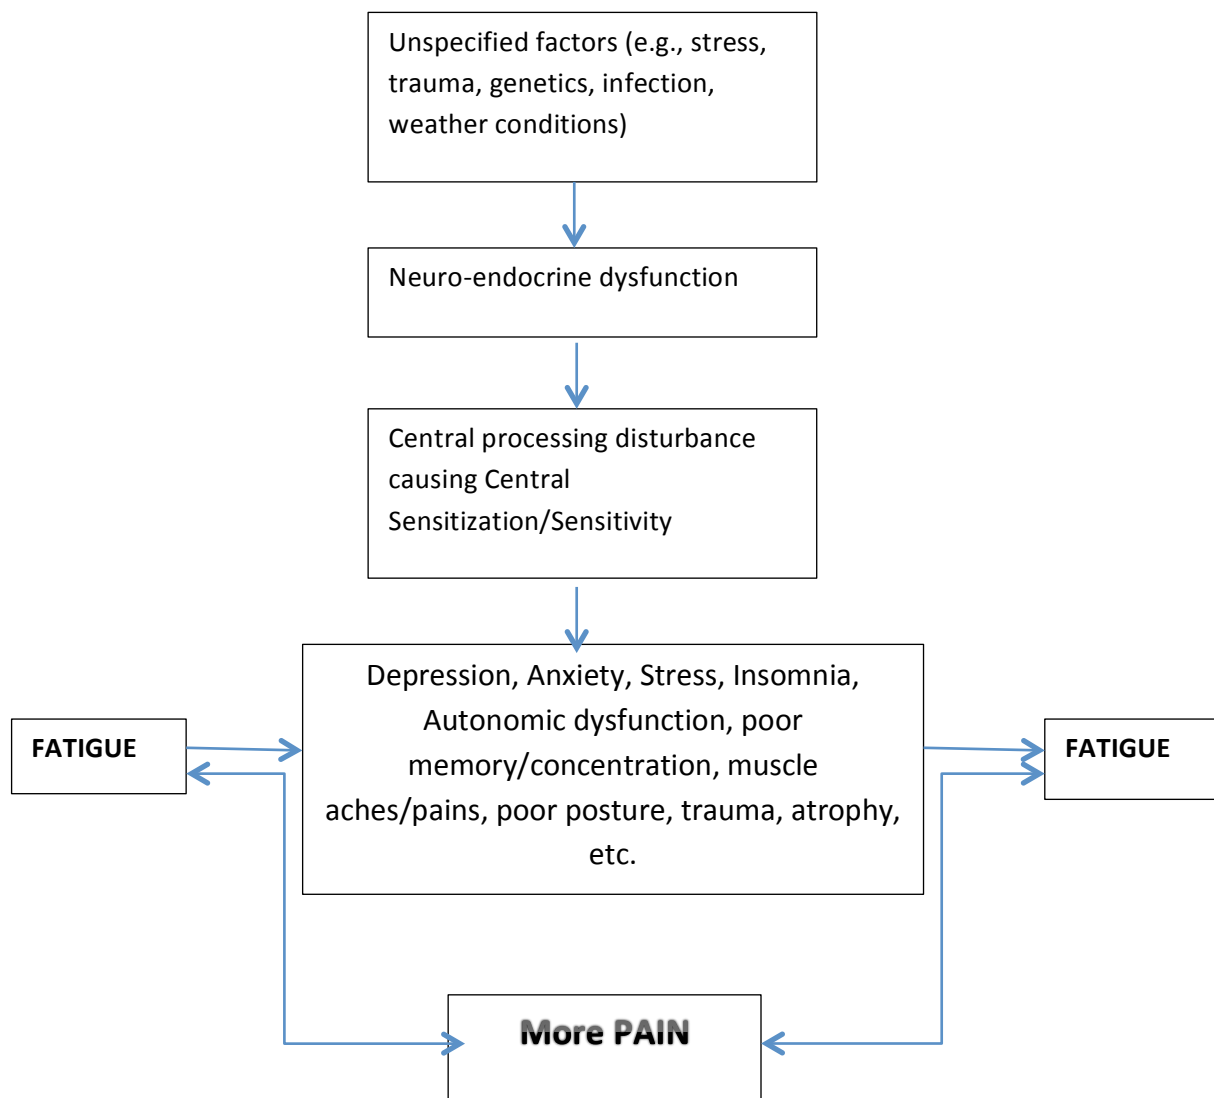 Unspecified factors (e.g., stress,
trauma, genetics, infection,
weather conditions)
Neuro-endocrine dysfunction
Central processing disturbance
causing Central
Sensitization/Sensitivity
Depression, Anxiety, Stress, Insomnia,
Autonomic dysfunction, poor
memory/concentration, muscle
aches/pains, poor posture, trauma, atrophy,
etc.
FATIGUE
FATIGUE
More PAIN